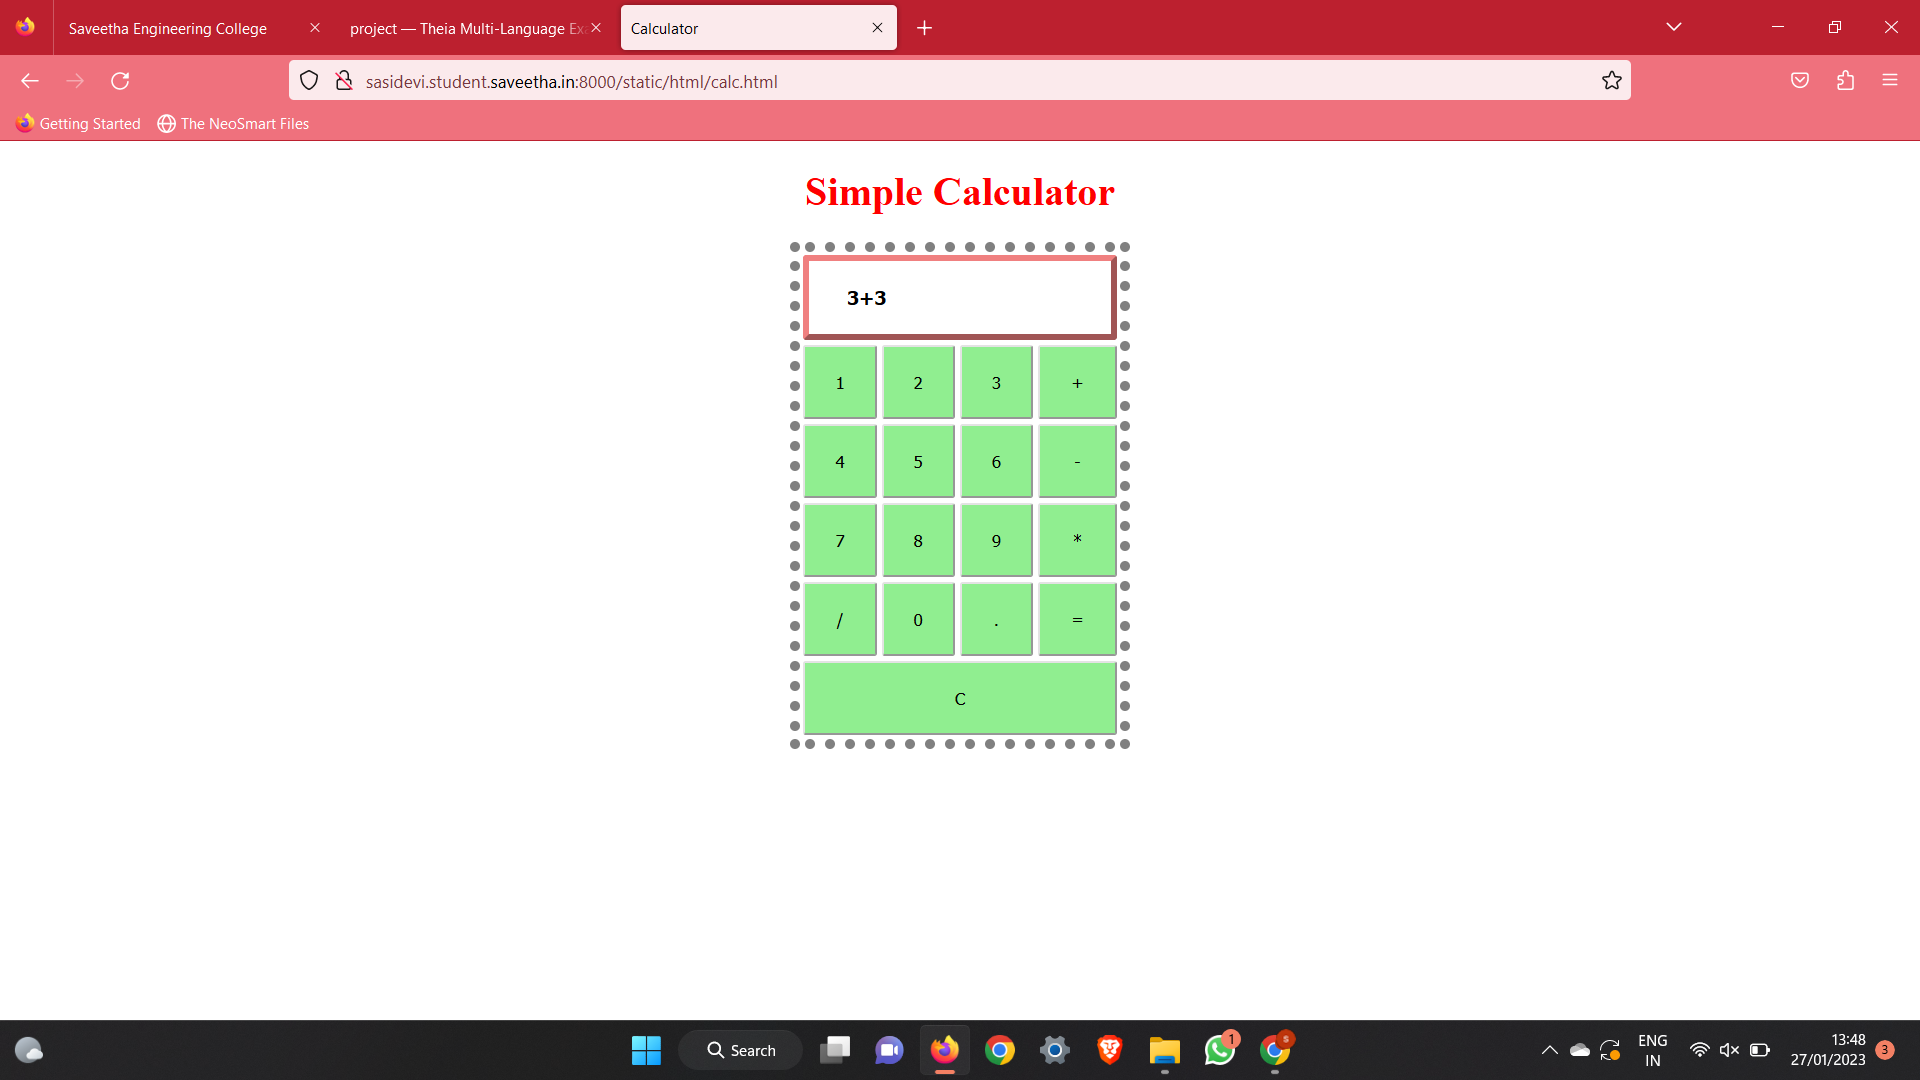 Saveetha Engineering College
project — Theia Multi-Language Ex
Calculator
sasidevi.student.saveetha.in:8000/static/html/calc.html
Getting Started
The NeoSmart Files
Simple Calculator
3+3
1 2 3 +
4 5 6 -
7 8 9 *
/ 0 . =
C
Search
1
s
ENG
IN
13:48
27/01/2023
3